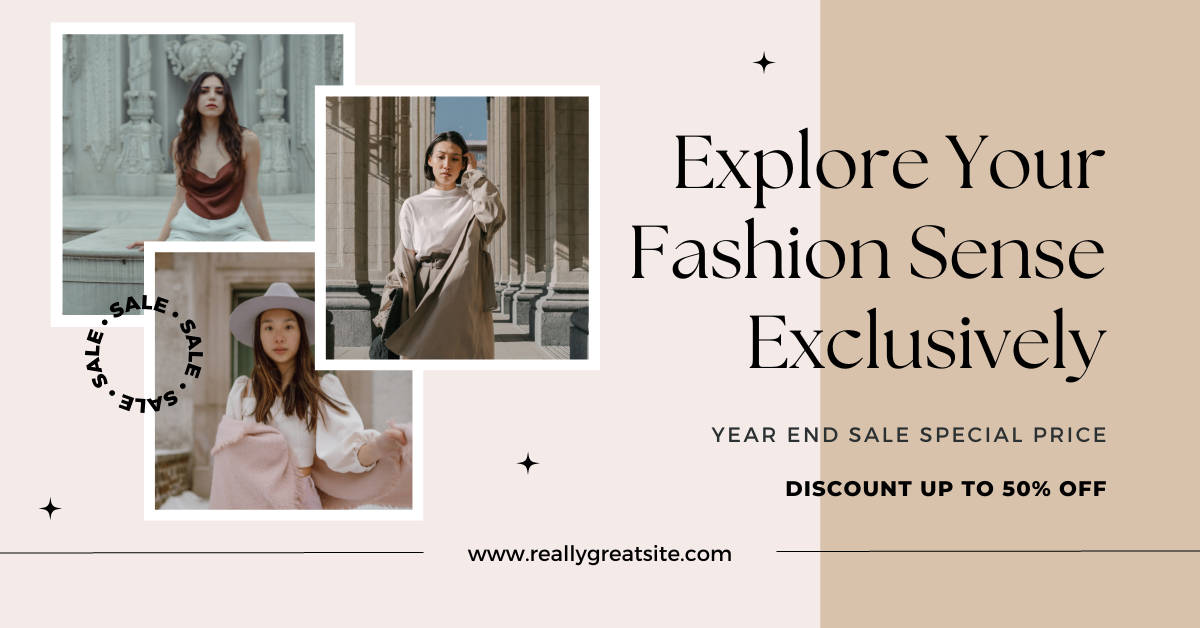 SALE • SALE • SALE • SALE •
Explore Your
Fashion Sense
Exclusively
YEAR END SALE SPECIAL PRICE
DISCOUNT UP TO 50% OFF
www.reallygreatsite.com